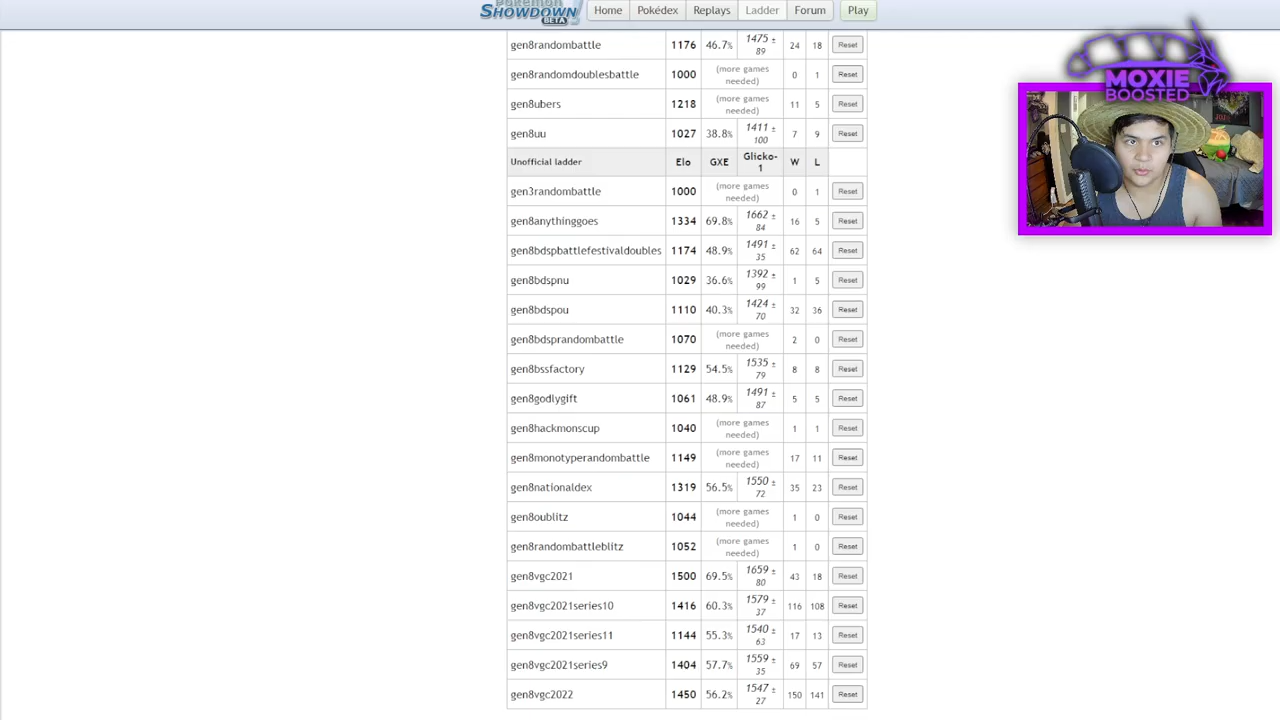 Pokémon
SHOWDOWN
BETA
Home Pokédex Replays Ladder Forum Play
MOXIE
BOOSTED
gen8randombattle 1176 46.7% 1475 ± 89 24 18 Reset
gen8randomdoublesbattle 1000 (more games needed) 0 1 Reset
gen8ubers 1218 (more games needed) 11 5 Reset
gen8uu 1027 38.8% 1411 ± 100 7 9 Reset
Unofficial ladder Elo GXE Glicko-1 W L
gen3randombattle 1000 (more games needed) 0 1 Reset
gen8anythinggoes 1334 69.8% 1662 ± 84 16 5 Reset
gen8bdspbattlefestivaldoubles 1174 48.9% 1491 ± 35 62 64 Reset
gen8bdspnu 1029 36.6% 1392 ± 99 1 5 Reset
gen8bdspou 1110 40.3% 1424 ± 70 32 36 Reset
gen8bdsprandombattle 1070 (more games needed) 2 0 Reset
gen8bssfactory 1129 54.5% 1535 ± 79 8 8 Reset
gen8godlygift 1061 48.9% 1491 ± 87 5 5 Reset
gen8hackmonscup 1040 (more games needed) 1 1 Reset
gen8monotyperandombattle 1149 (more games needed) 17 11 Reset
gen8nationaldex 1319 56.5% 1550 ± 72 35 23 Reset
gen8oublitz 1044 (more games needed) 1 0 Reset
gen8randombattleblitz 1052 (more games needed) 1 0 Reset
gen8vgc2021 1500 69.5% 1659 ± 80 43 18 Reset
gen8vgc2021series10 1416 60.3% 1579 ± 37 116 108 Reset
gen8vgc2021series11 1144 55.3% 1540 ± 63 17 13 Reset
gen8vgc2021series9 1404 57.7% 1559 ± 35 69 57 Reset
gen8vgc2022 1450 56.2% 1547 ± 27 150 141 Reset